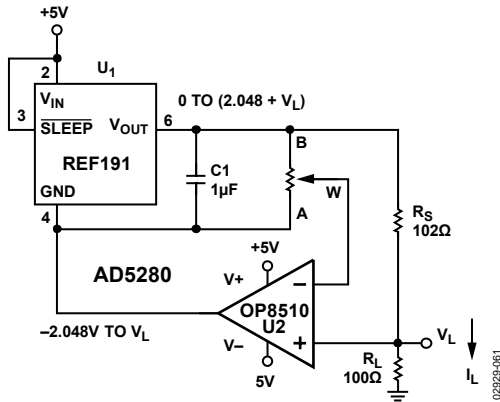 +5V
2
U1
VIN
3
SLEEP
VOUT
6
0 TO (2.048 + VL)
REF191
GND
4
C1
1µF
B
W
A
RS
102Ω
AD5280
+5V
V+
–
OP8510
U2
+
V–
5V
–2.048V TO VL
VL
RL
100Ω
IL
02929-061